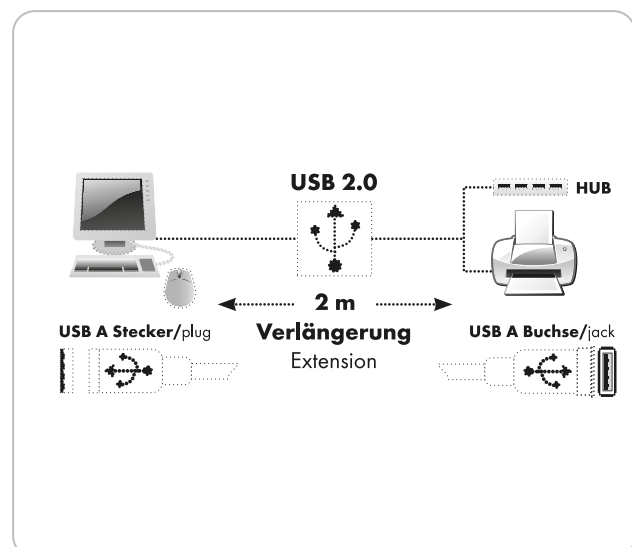 USB 2.0
HUB
2 m
Verlängerung
Extension
USB A Stecker/plug
USB A Buchse/jack